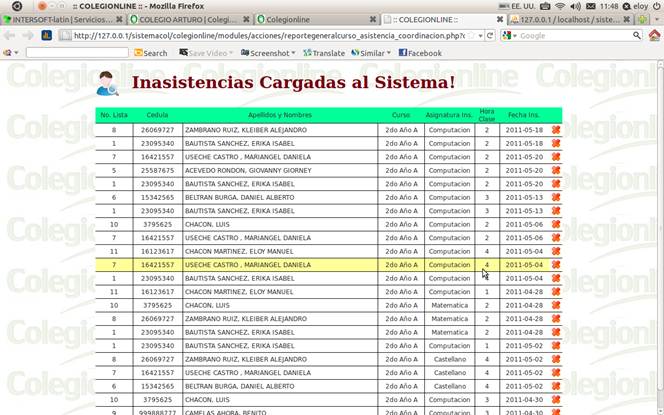 :: COLEGIONLINE :: - Mozilla Firefox
EE. UU. 11:48 eloy
INTERSOFT-latin | Servicios...
COLEGIO ARTURO | Colegi...
Colegionline
:: COLEGIONLINE ::
127.0.0.1 / localhost / siste...
http://127.0.0.1/sistemacol/colegionline/modules/acciones/reportegeneralcurso_asistencia_coordinacion.php?c
Google
Search Save Video Screenshot Translate Similar Facebook
Inasistencias Cargadas al Sistema!
No. Lista Cedula Apellidos y Nombres Curso Asignatura Ins. Hora Clase Fecha Ins.
8 26069727 ZAMBRANO RUIZ, KLEIBER ALEJANDRO 2do Año A Computacion 2 2011-05-18
1 23095340 BAUTISTA SANCHEZ, ERIKA ISABEL 2do Año A Computacion 2 2011-05-18
7 16421557 USECHE CASTRO , MARIANGEL DANIELA 2do Año A Computacion 2 2011-05-20
5 25587675 ACEVEDO RONDON, GIOVANNY GIORNEY 2do Año A Computacion 2 2011-05-20
1 23095340 BAUTISTA SANCHEZ, ERIKA ISABEL 2do Año A Computacion 2 2011-05-20
6 15342565 BELTRAN BURGA, DANIEL ALBERTO 2do Año A Computacion 3 2011-05-13
1 23095340 BAUTISTA SANCHEZ, ERIKA ISABEL 2do Año A Computacion 3 2011-05-13
10 3795625 CHACON, LUIS 2do Año A Computacion 2 2011-05-06
7 16421557 USECHE CASTRO , MARIANGEL DANIELA 2do Año A Computacion 2 2011-05-06
11 16123617 CHACON MARTINEZ, ELOY MANUEL 2do Año A Computacion 4 2011-05-04
7 16421557 USECHE CASTRO , MARIANGEL DANIELA 2do Año A Computacion 4 2011-05-04
1 23095340 BAUTISTA SANCHEZ, ERIKA ISABEL 2do Año A Computacion 2011-05-04
11 16123617 CHACON MARTINEZ, ELOY MANUEL 2do Año A Computacion 1 2011-04-28
10 3795625 CHACON, LUIS 2do Año A Matematica 2 2011-04-28
8 26069727 ZAMBRANO RUIZ, KLEIBER ALEJANDRO 2do Año A Matematica 2 2011-04-28
1 23095340 BAUTISTA SANCHEZ, ERIKA ISABEL 2do Año A Matematica 2 2011-04-28
1 23095340 BAUTISTA SANCHEZ, ERIKA ISABEL 2do Año A Computacion 1 2011-05-02
8 26069727 ZAMBRANO RUIZ, KLEIBER ALEJANDRO 2do Año A Castellano 4 2011-05-02
7 16421557 USECHE CASTRO , MARIANGEL DANIELA 2do Año A Castellano 4 2011-05-02
6 15342565 BELTRAN BURGA, DANIEL ALBERTO 2do Año A Castellano 4 2011-05-02
10 3795625 CHACON, LUIS 2do Año A Computacion 3 2011-04-30
9 999888777 CAMELAS AHORA, BENITO 2do Año A Computacion 3 2011-04-30